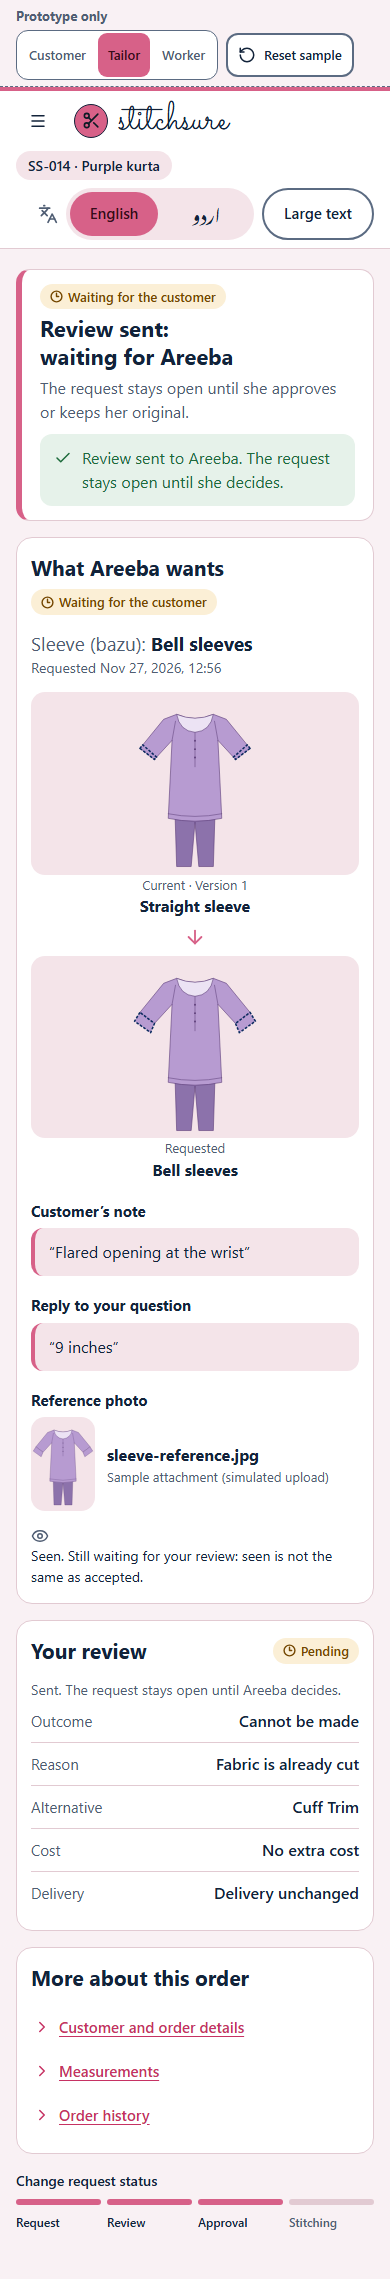 Prototype only
Customer
Tailor
Worker
Reset sample
stitchsure
SS-014 · Purple kurta
English
اردو
Large text
Waiting for the customer
Review sent:
waiting for Areeba
The request stays open until she approves
or keeps her original.
Review sent to Areeba. The request
stays open until she decides.
What Areeba wants
Waiting for the customer
Sleeve (bazu): Bell sleeves
Requested Nov 27, 2026, 12:56
Current · Version 1
Straight sleeve
Requested
Bell sleeves
Customer’s note
“Flared opening at the wrist”
Reply to your question
“9 inches”
Reference photo
sleeve-reference.jpg
Sample attachment (simulated upload)
Seen. Still waiting for your review: seen is not the
same as accepted.
Your review
Pending
Sent. The request stays open until Areeba decides.
Outcome Cannot be made
Reason Fabric is already cut
Alternative Cuff Trim
Cost No extra cost
Delivery Delivery unchanged
More about this order
Customer and order details
Measurements
Order history
Change request status
Request Review Approval Stitching